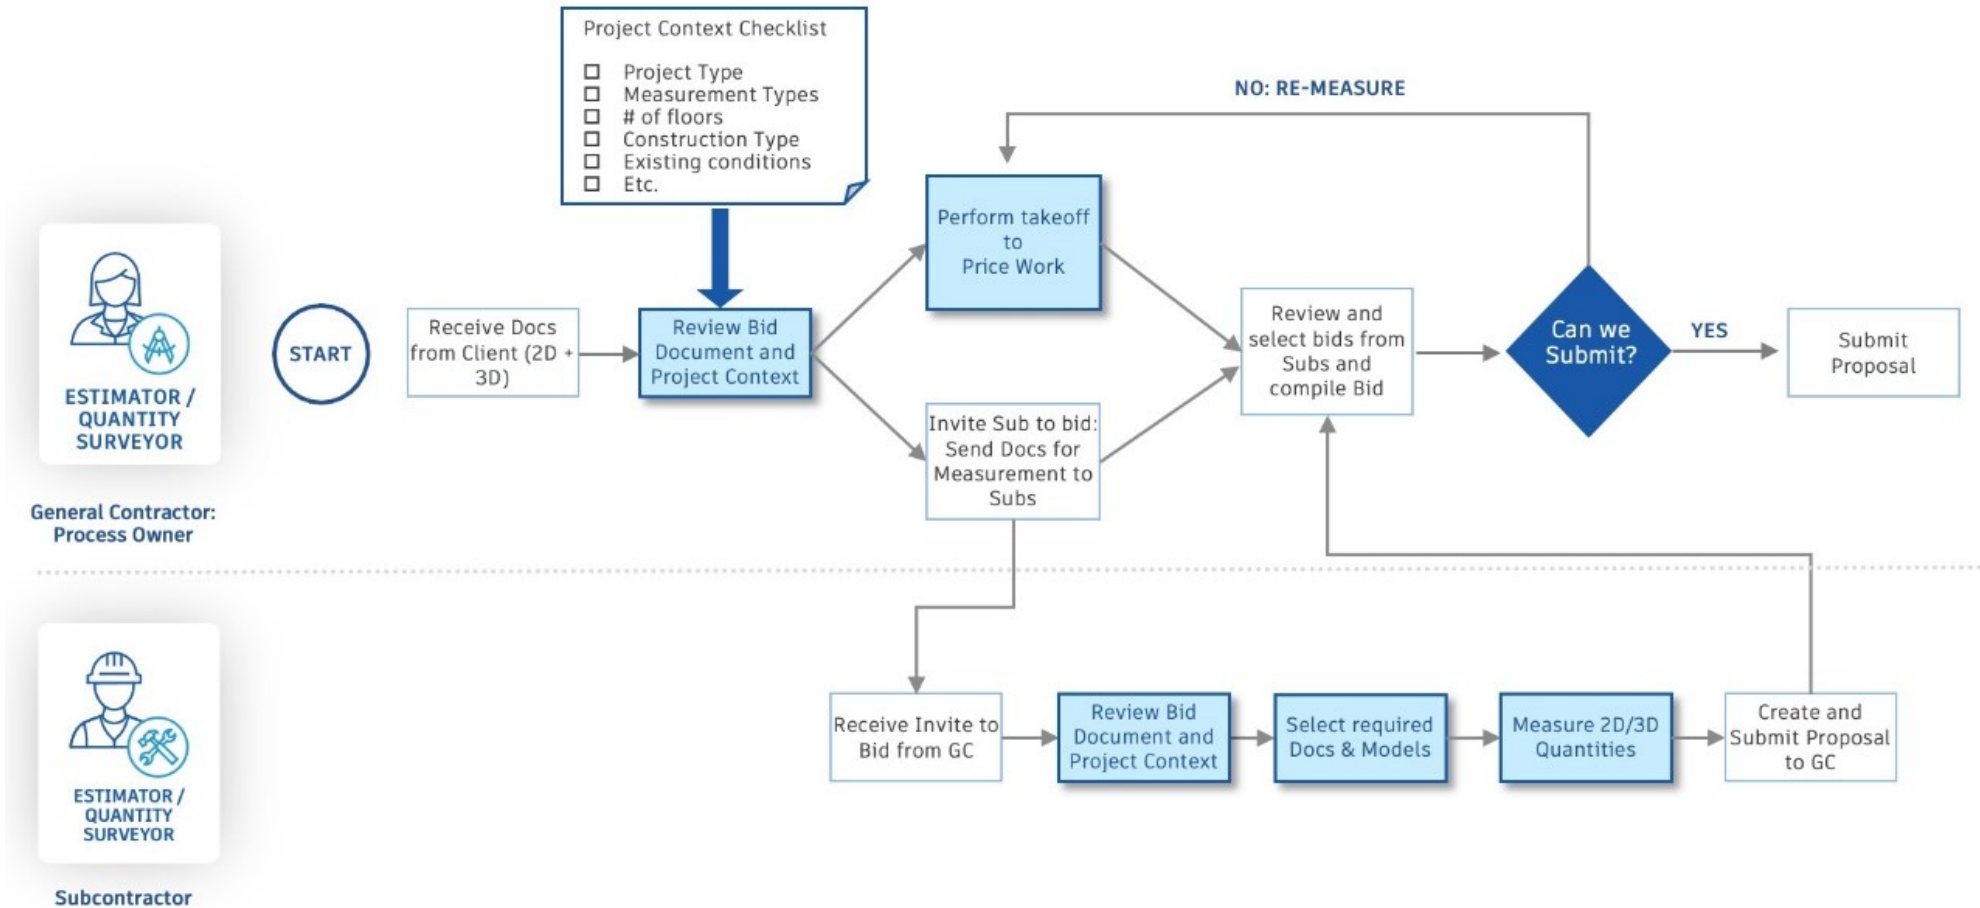 Project Context Checklist
Project Type
Measurement Types
# of floors
Construction Type
Existing conditions
Etc.
NO: RE-MEASURE
ESTIMATOR /
QUANTITY
SURVEYOR
General Contractor:
Process Owner
START
Receive Docs
from Client (2D +
3D)
Review Bid
Document and
Project Context
Perform takeoff
to
Price Work
Invite Sub to bid:
Send Docs for
Measurement to
Subs
Review and
select bids from
Subs and
compile Bid
Can we
Submit?
YES
Submit
Proposal
ESTIMATOR /
QUANTITY
SURVEYOR
Subcontractor
Receive Invite to
Bid from GC
Review Bid
Document and
Project Context
Select required
Docs & Models
Measure 2D/3D
Quantities
Create and
Submit Proposal
to GC